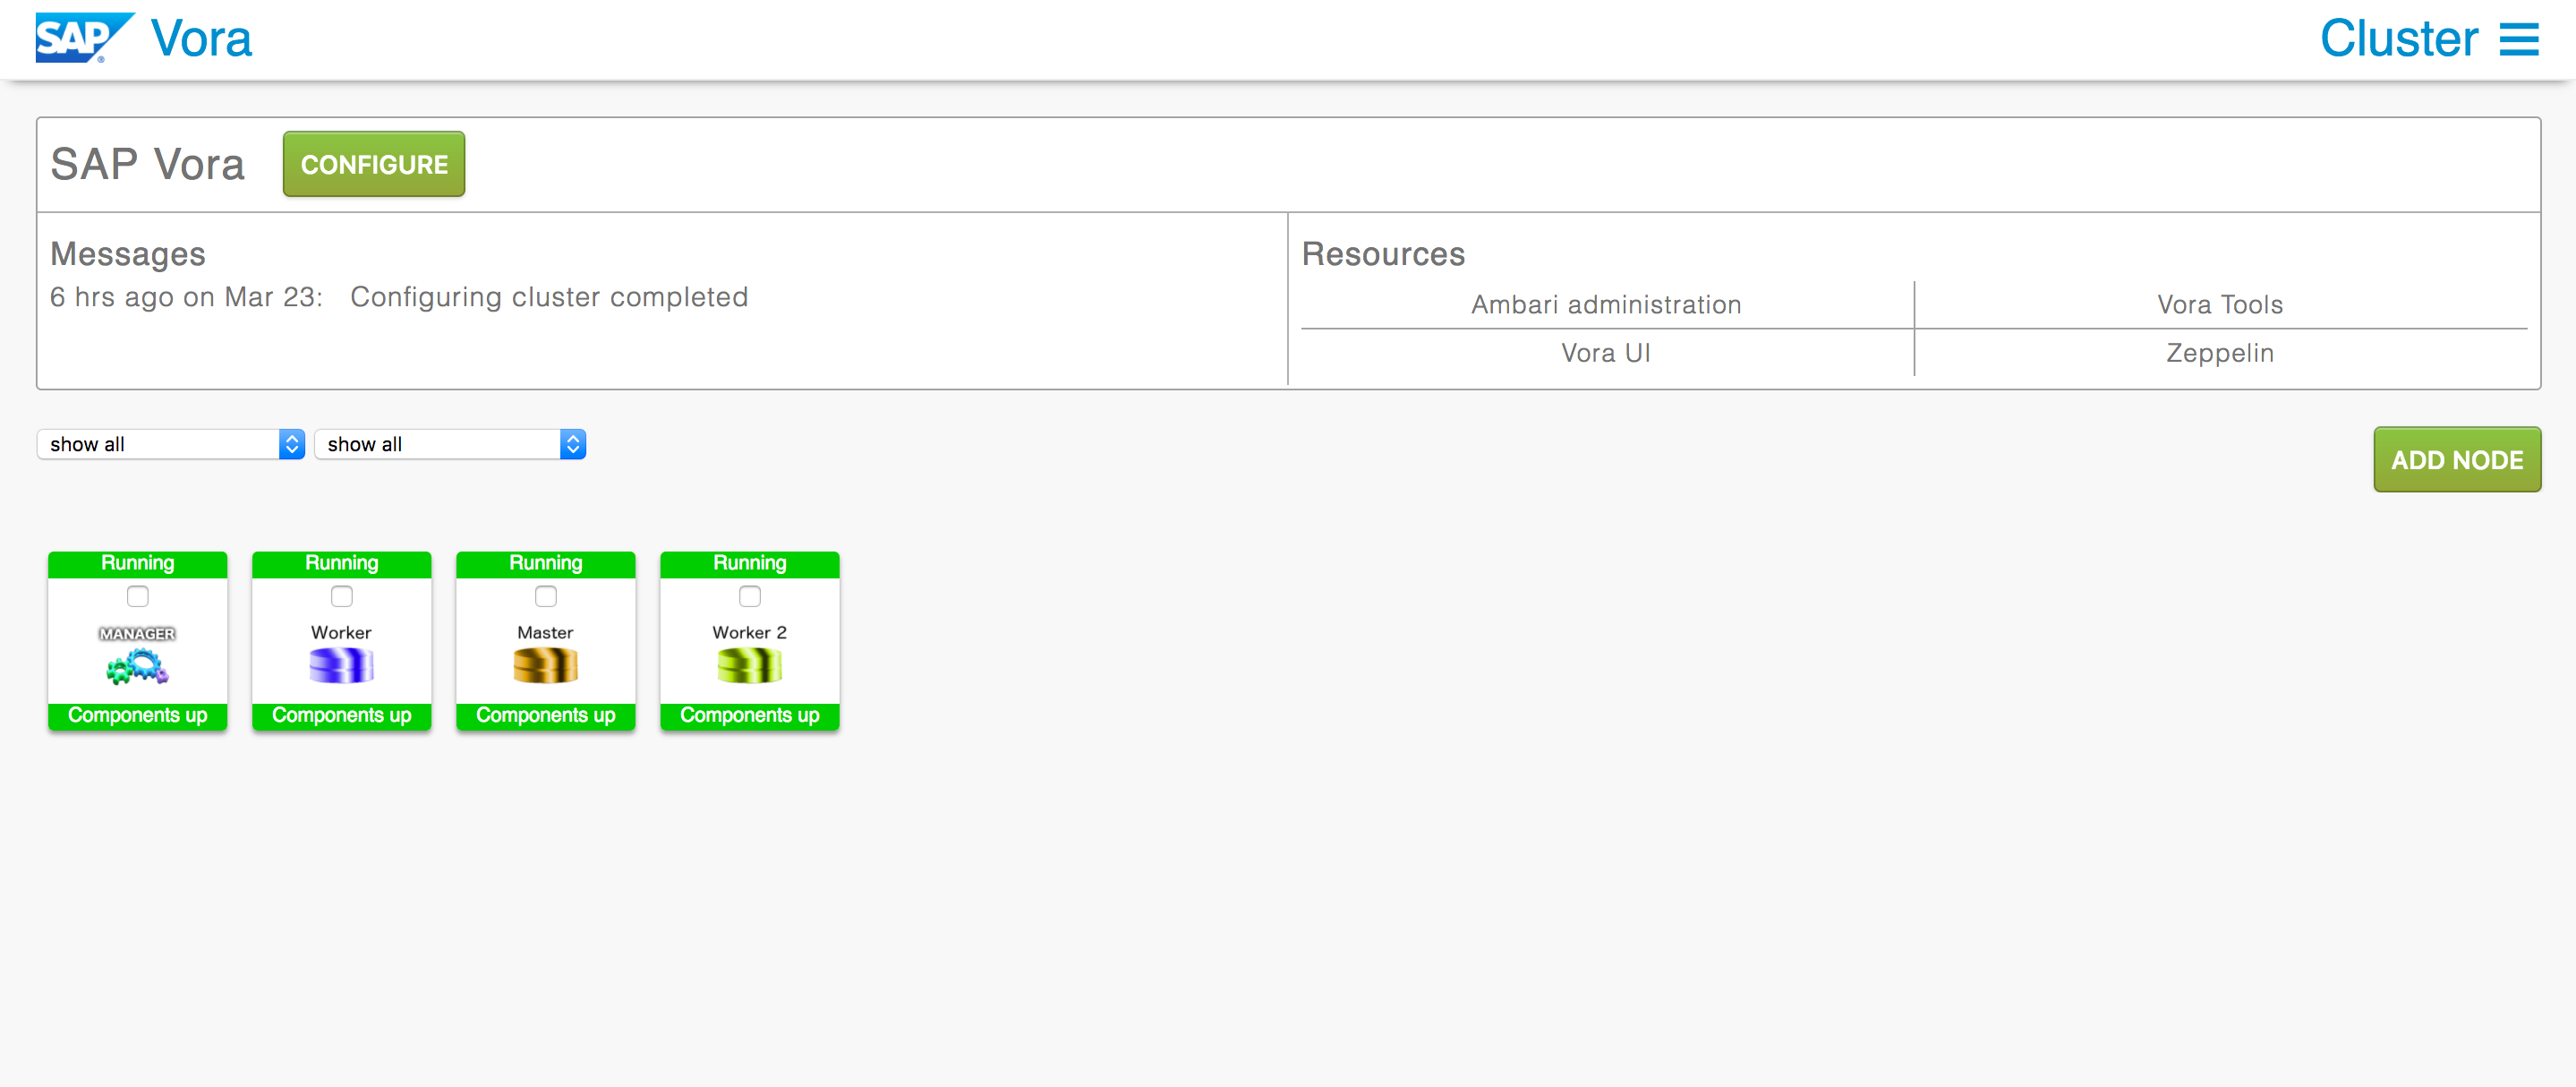 SAP® Vora
Cluster
SAP Vora
CONFIGURE
Messages
6 hrs ago on Mar 23: Configuring cluster completed
Resources
Ambari administration
Vora Tools
Vora UI
Zeppelin
show all
show all
ADD NODE
Running
MANAGER
Components up
Running
Worker
Components up
Running
Master
Components up
Running
Worker 2
Components up